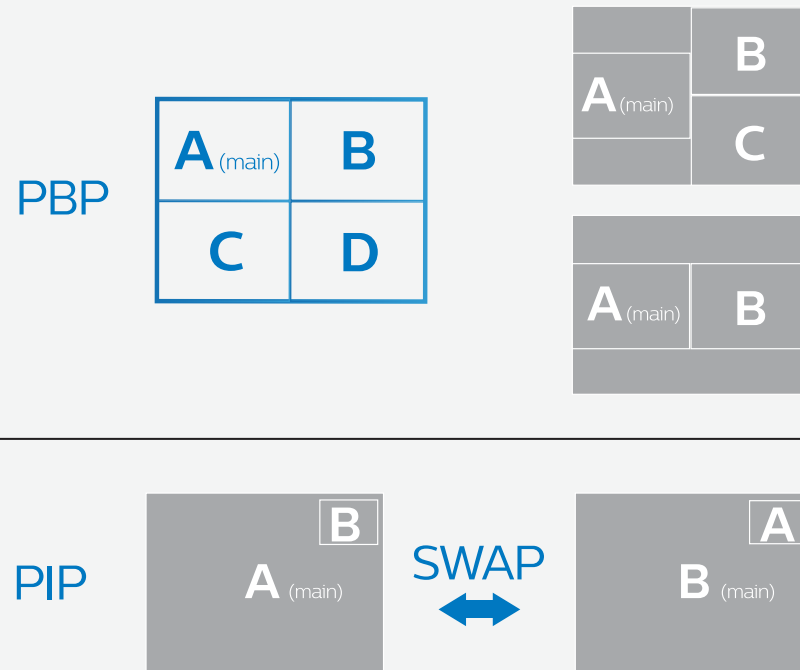 PBP
A (main) B
C D
A (main) B
C
A (main) B
PIP
A (main) B
SWAP
B (main) A